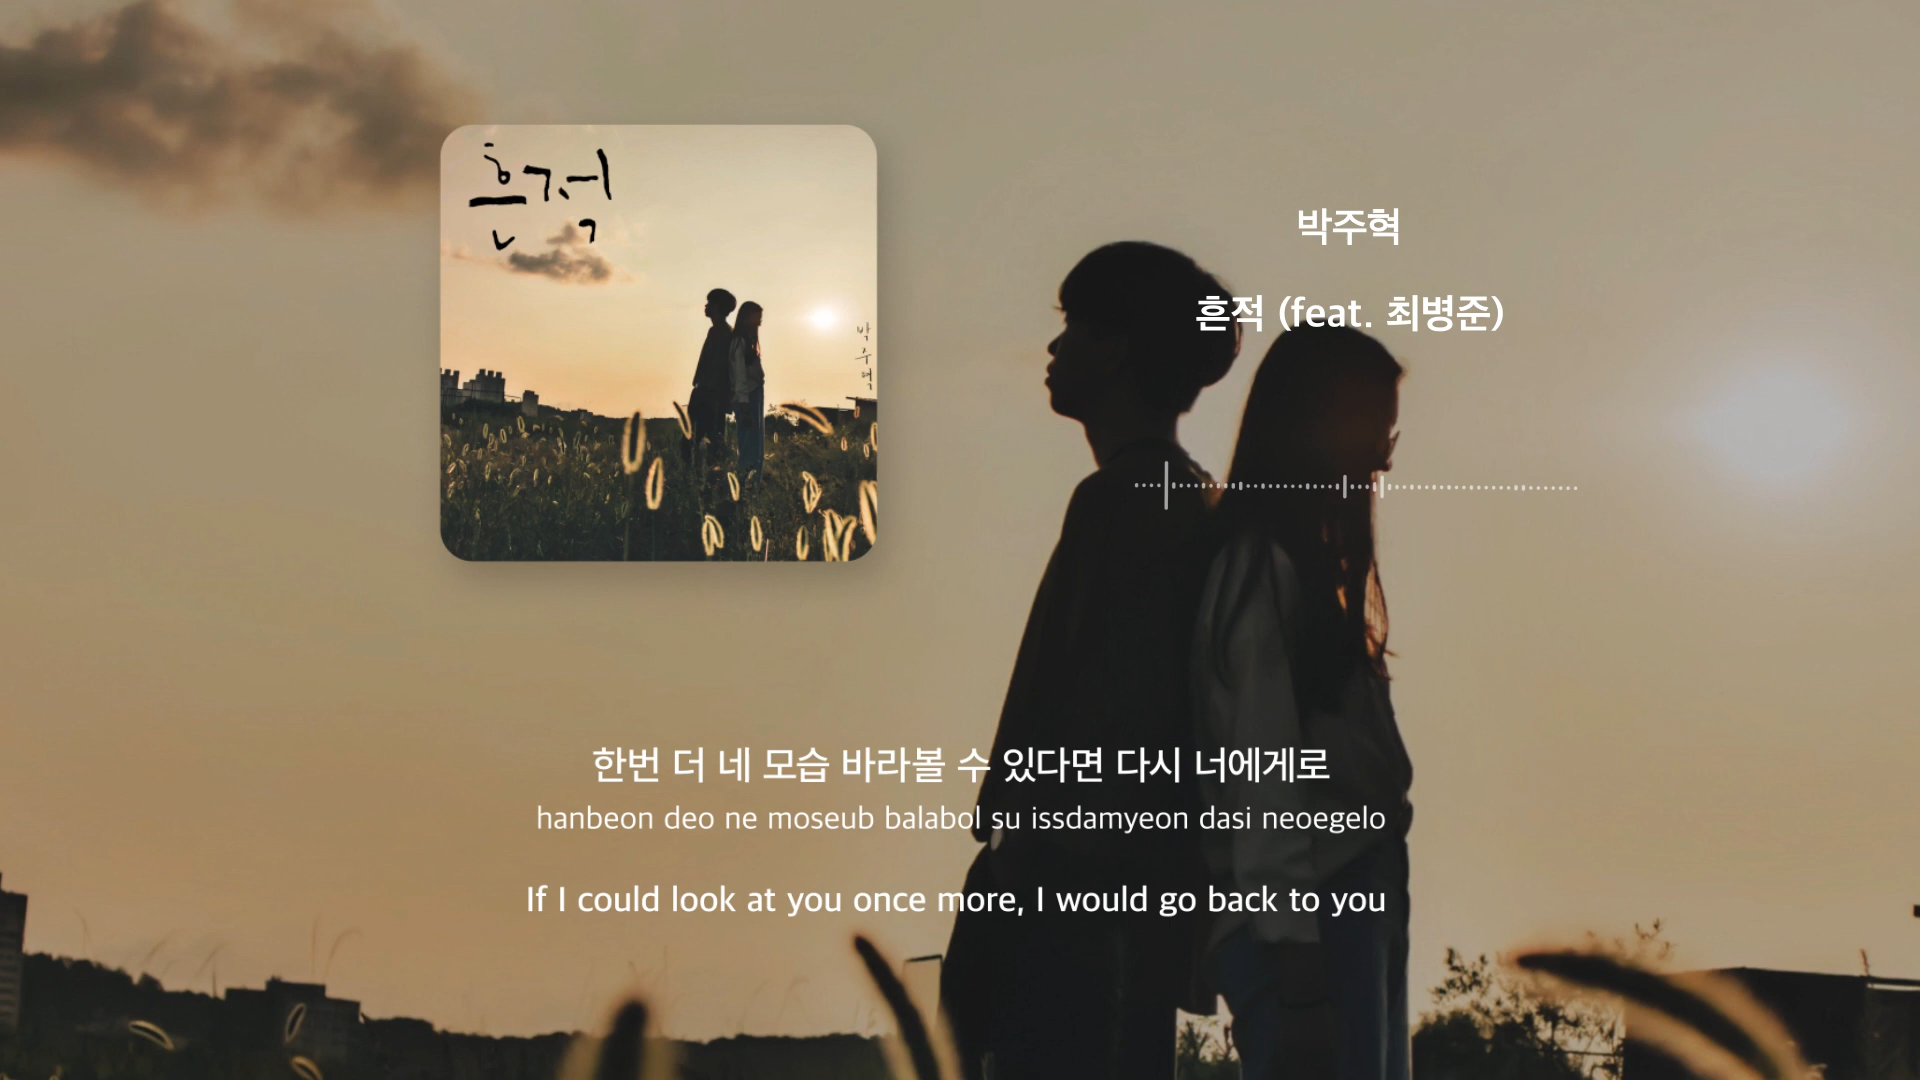 흔적
박주혁
박주혁
흔적 (feat. 최병준)
한번 더 네 모습 바라볼 수 있다면 다시 너에게로
hanbeon deo ne moseub balabol su issdamyeon dasi neoegelo
If I could look at you once more, I would go back to you